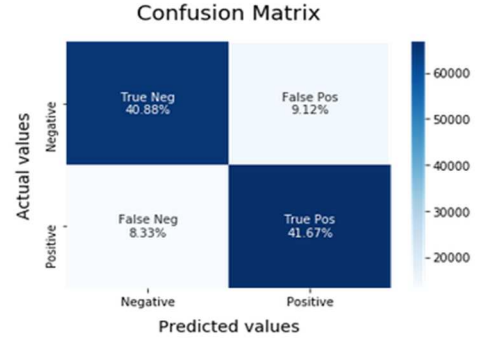 Confusion Matrix
True Neg
40.88%
False Pos
9.12%
False Neg
8.33%
True Pos
41.67%
Actual values
Negative
Positive
Negative
Positive
Predicted values
60000
50000
40000
30000
20000